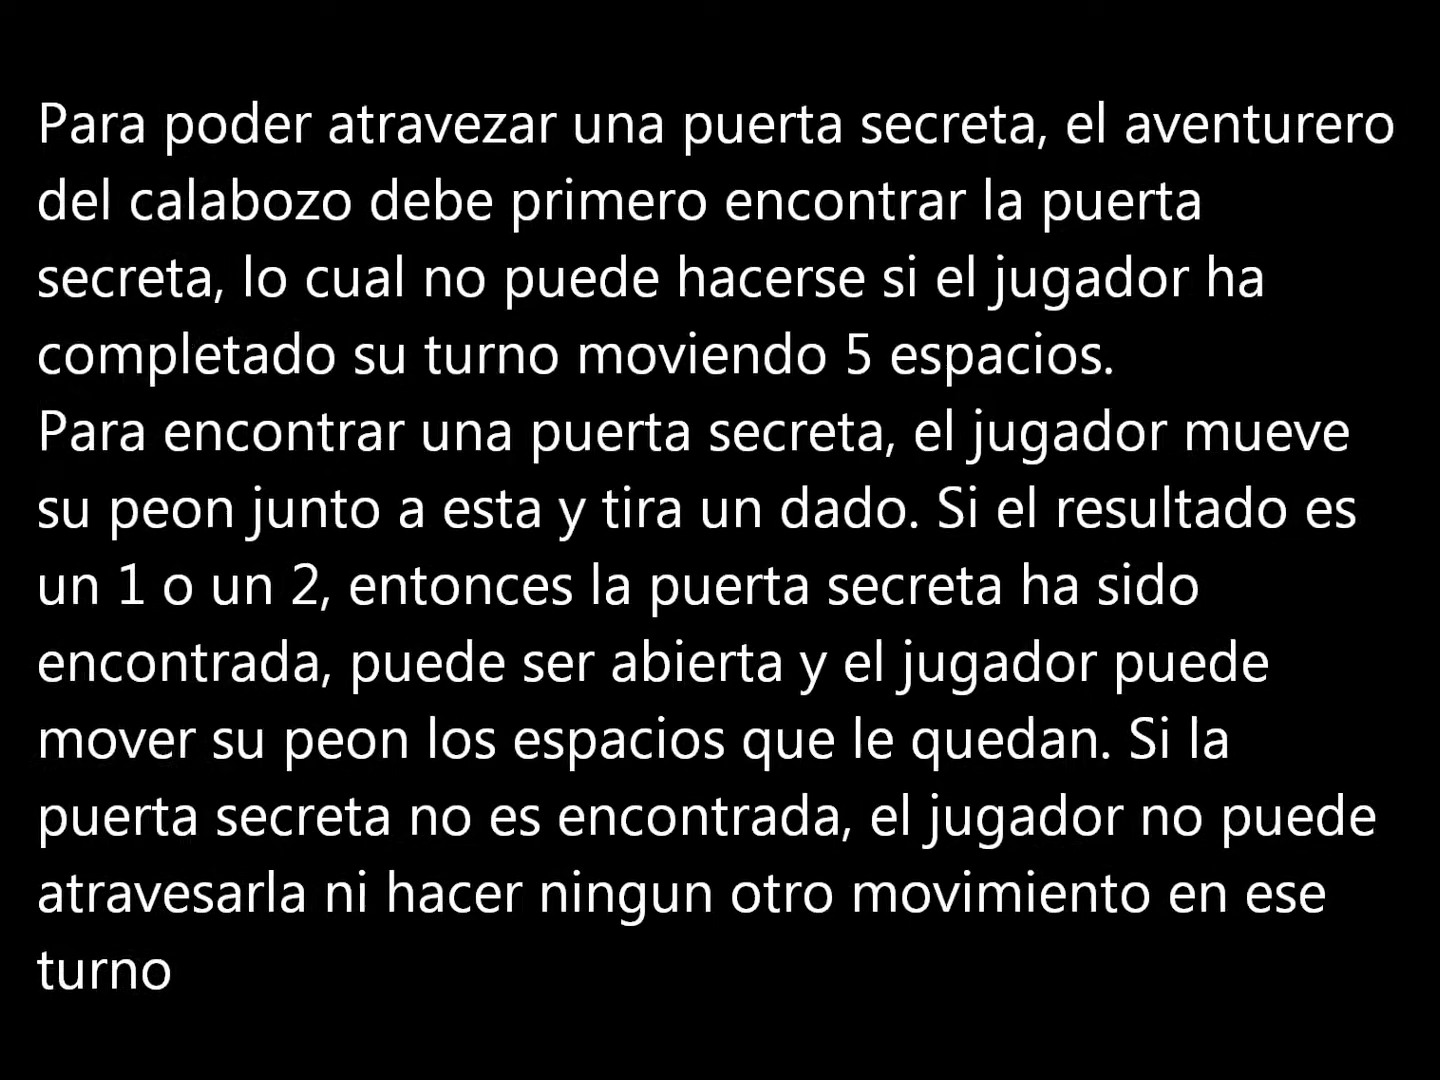 Para poder atravezar una puerta secreta, el aventurero
del calabozo debe primero encontrar la puerta
secreta, lo cual no puede hacerse si el jugador ha
completado su turno moviendo 5 espacios.
Para encontrar una puerta secreta, el jugador mueve
su peon junto a esta y tira un dado. Si el resultado es
un 1 o un 2, entonces la puerta secreta ha sido
encontrada, puede ser abierta y el jugador puede
mover su peon los espacios que le quedan. Si la
puerta secreta no es encontrada, el jugador no puede
atravesarla ni hacer ningun otro movimiento en ese
turno